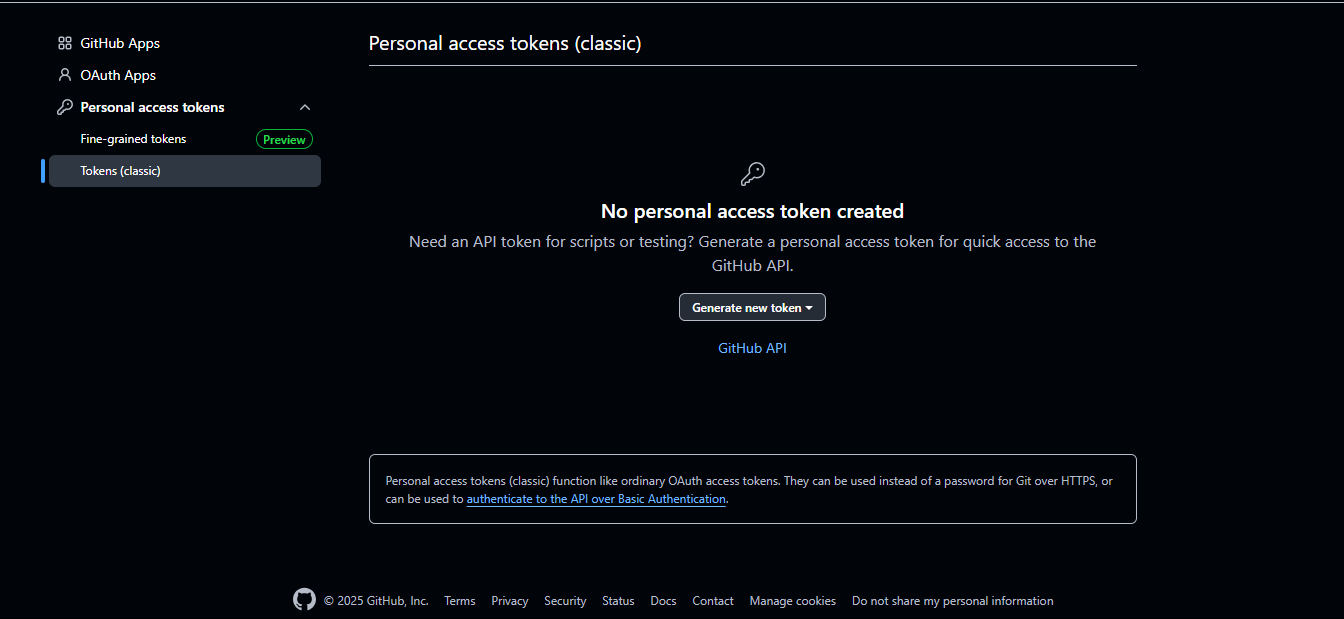 GitHub Apps
OAuth Apps
Personal access tokens
Fine-grained tokens
Preview
Tokens (classic)
Personal access tokens (classic)
No personal access token created
Need an API token for scripts or testing? Generate a personal access token for quick access to the
GitHub API.
Generate new token
GitHub API
Personal access tokens (classic) function like ordinary OAuth access tokens. They can be used instead of a password for Git over HTTPS, or
can be used to authenticate to the API over Basic Authentication.
© 2025 GitHub, Inc. Terms Privacy Security Status Docs Contact Manage cookies Do not share my personal information